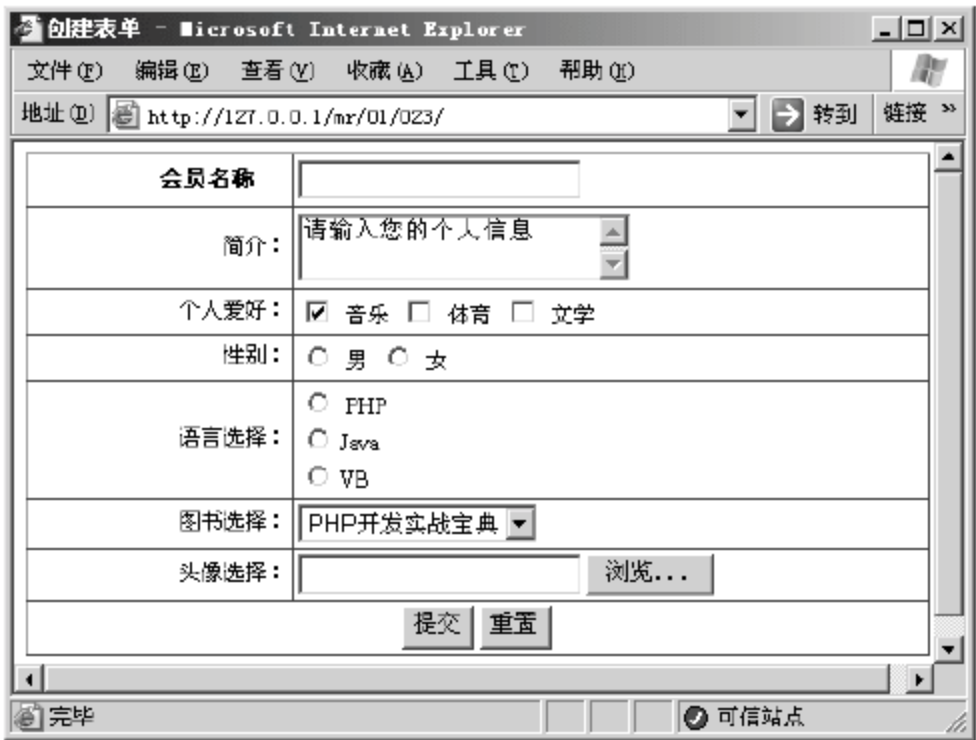 创建表单 - Microsoft Internet Explorer
文件(F) 编辑(E) 查看(V) 收藏(A) 工具(T) 帮助(H)
地址(D) http://127.0.0.1/mr/01/023/ 转到 链接 »
会员名称
简介： 请输入您的个人信息
个人爱好： 音乐 体育 文学
性别： 男 女
PHP
语言选择： Java
VB
图书选择： PHP开发实战宝典
头像选择： 浏览...
提交 重置
完毕 可信站点